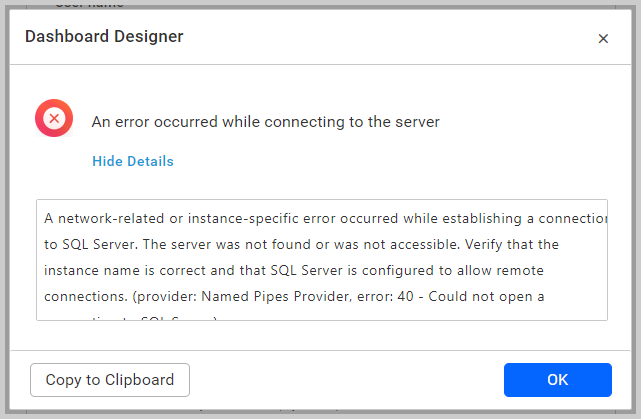 Dashboard Designer
An error occurred while connecting to the server
Hide Details
A network-related or instance-specific error occurred while establishing a connection
to SQL Server. The server was not found or was not accessible. Verify that the
instance name is correct and that SQL Server is configured to allow remote
connections. (provider: Named Pipes Provider, error: 40 - Could not open a
Copy to Clipboard
OK